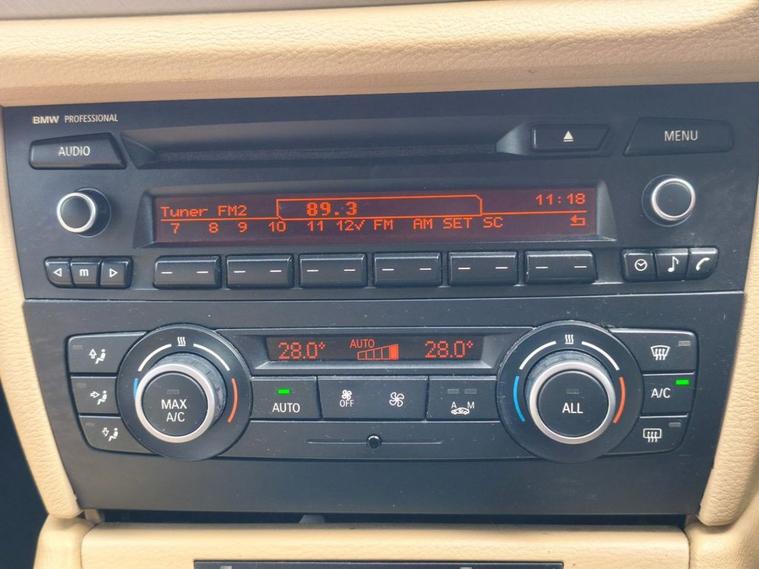 BMW PROFESSIONAL
AUDIO
MENU
Tuner FM2 89.3 11:18
7 8 9 10 11 12✓ FM AM SET SC
m
28.0° AUTO 28.0°
MAX A/C
AUTO
OFF
A M
ALL
A/C